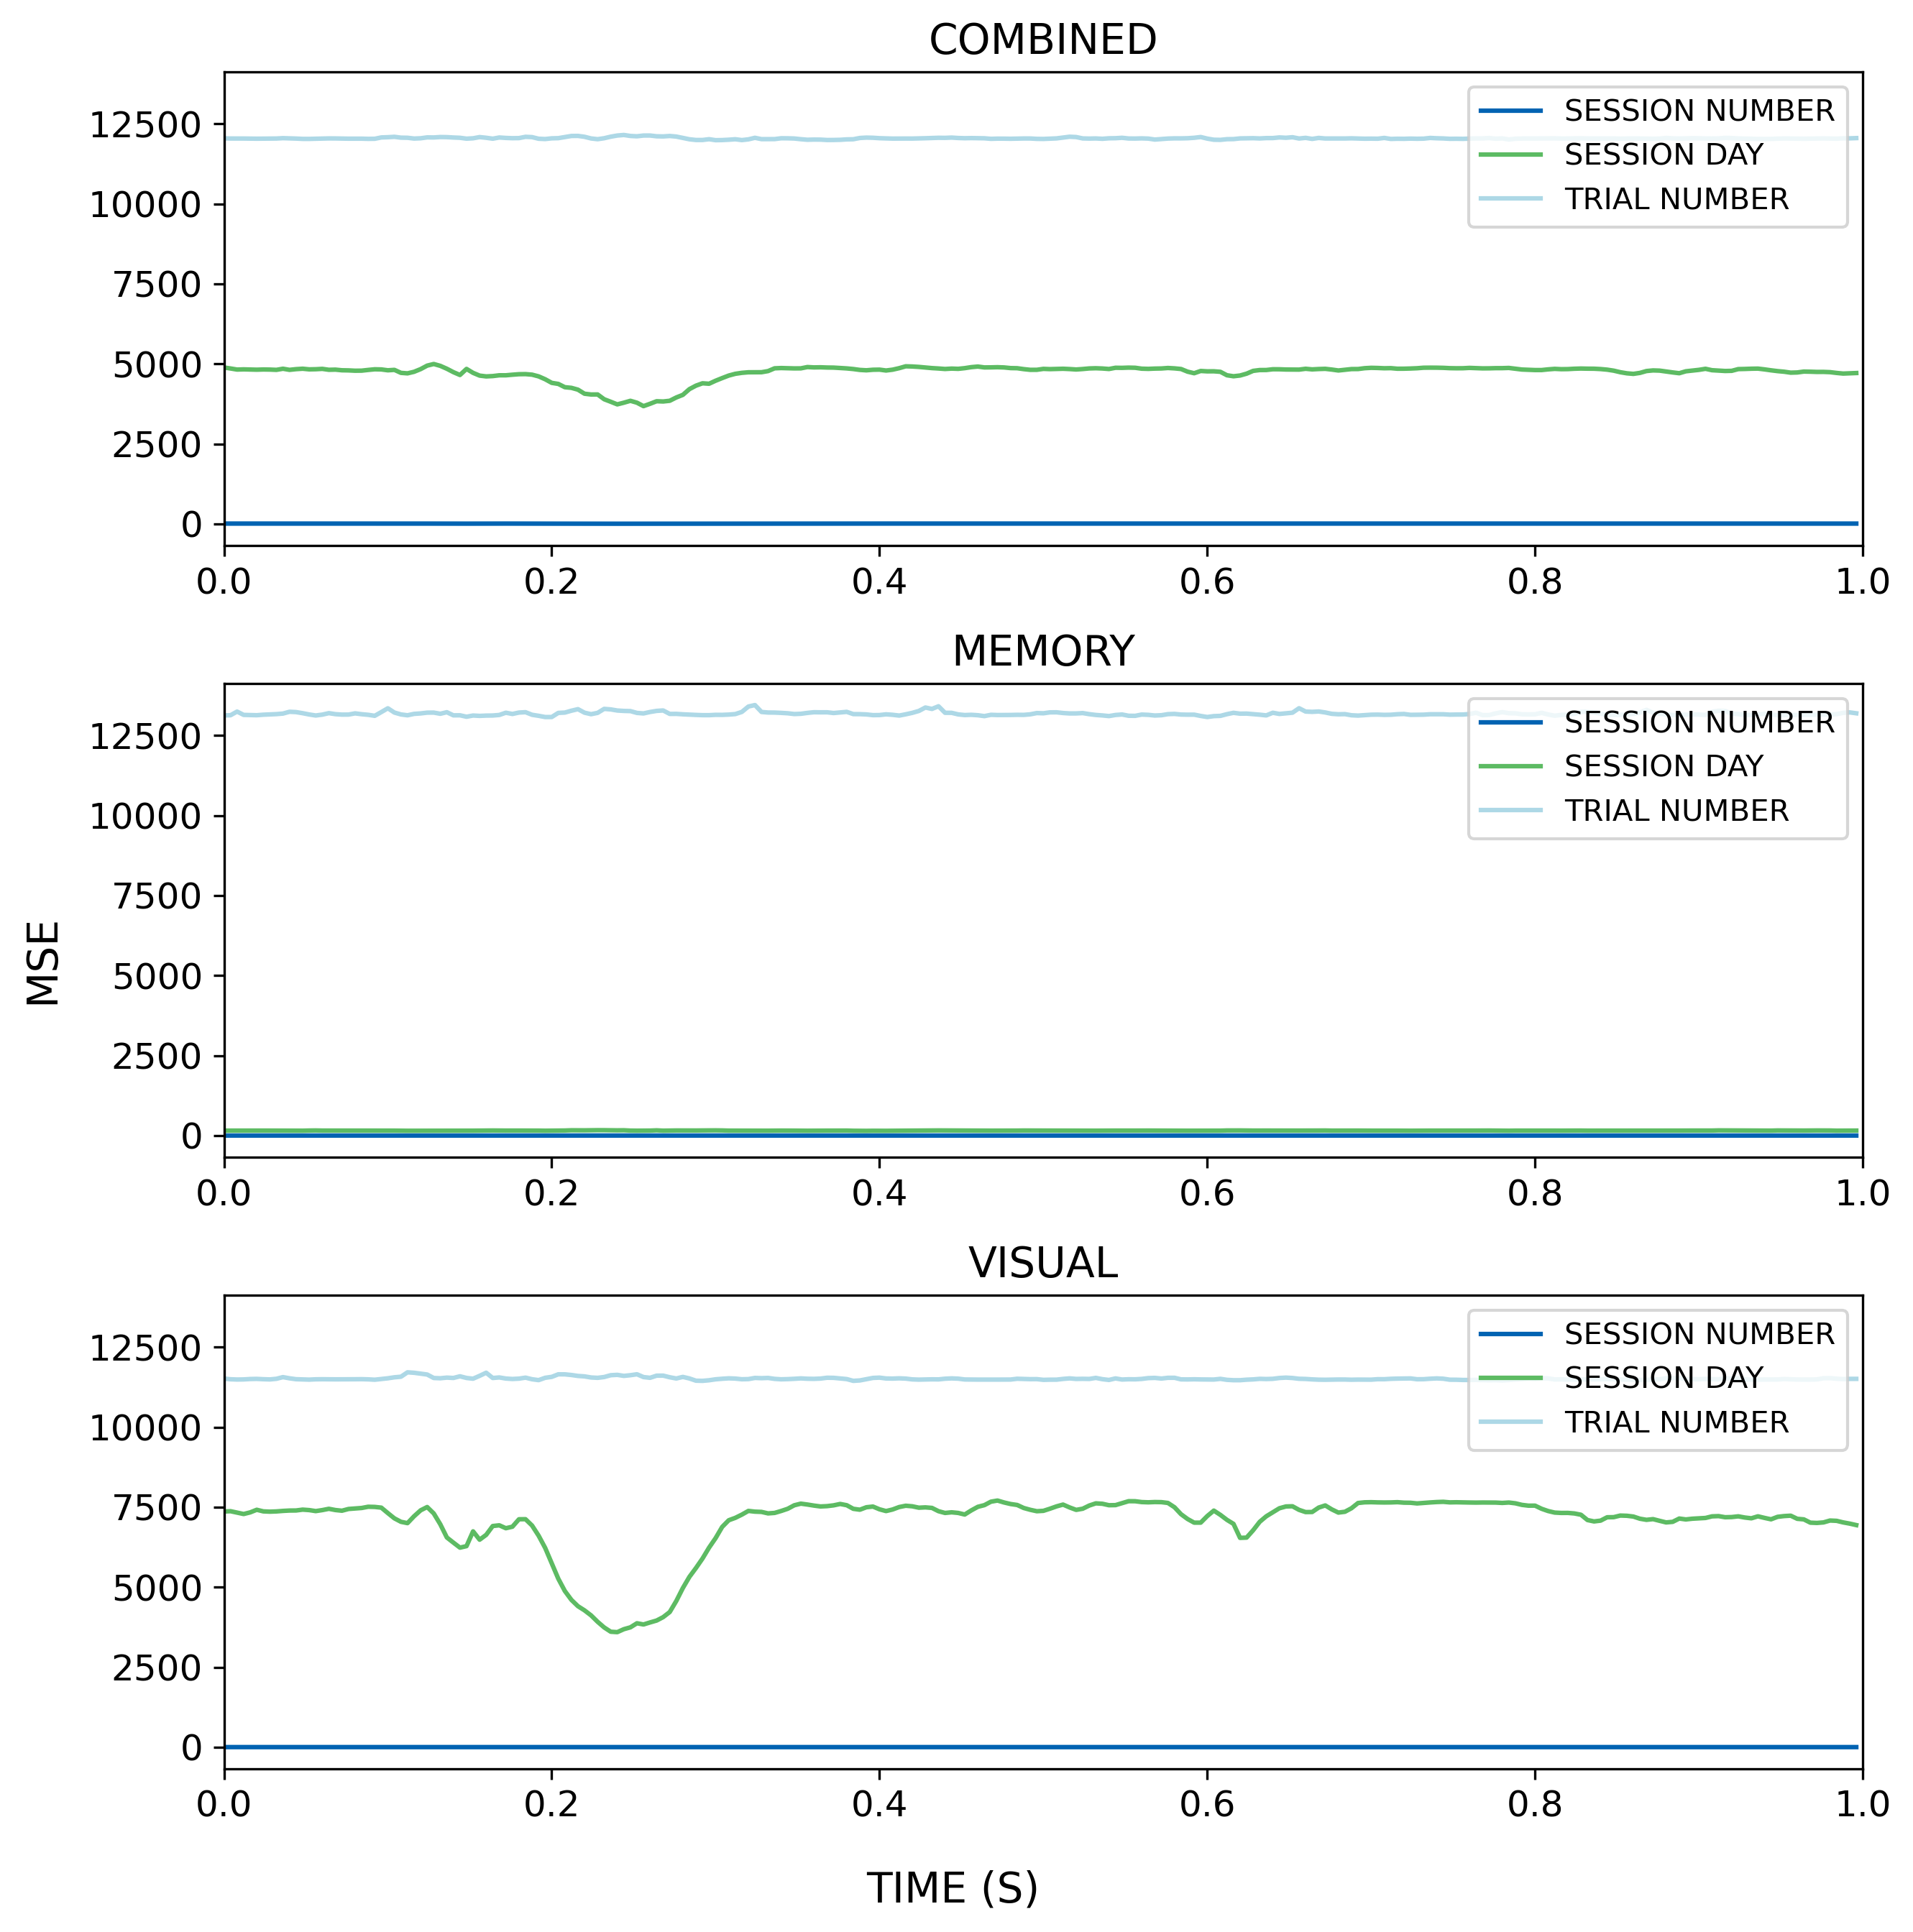 COMBINED
12500
10000
7500
5000
2500
0
SESSION NUMBER
SESSION DAY
TRIAL NUMBER
0.0 0.2 0.4 0.6 0.8 1.0
MEMORY
12500
10000
7500
5000
2500
0
SESSION NUMBER
SESSION DAY
TRIAL NUMBER
0.0 0.2 0.4 0.6 0.8 1.0
MSE
VISUAL
12500
10000
7500
5000
2500
0
SESSION NUMBER
SESSION DAY
TRIAL NUMBER
0.0 0.2 0.4 0.6 0.8 1.0
TIME (S)